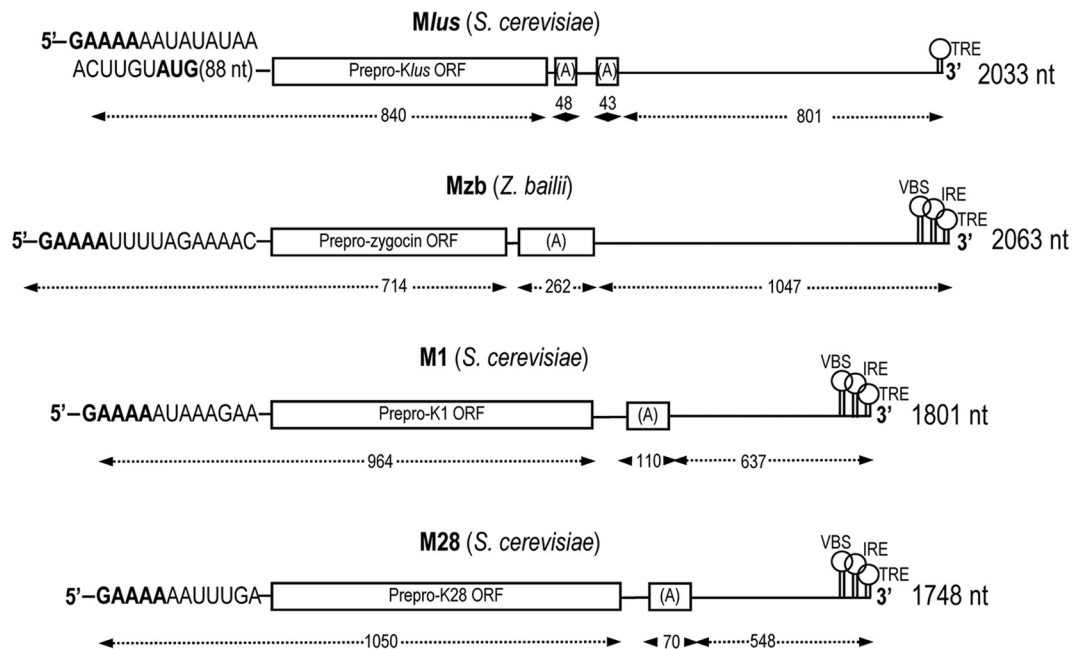 Mlus (S. cerevisiae)
5'–GAAAAAAUAUAUAA
ACUUGUAUG(88 nt)
Prepro-Klus ORF
(A)
(A)
TRE
3'
2033 nt
840
48
43
801
Mzb (Z. bailii)
5'–GAAAAUUUUAGAAAAC
Prepro-zygocin ORF
(A)
VBS
IRE
TRE
3'
2063 nt
714
262
1047
M1 (S. cerevisiae)
5'–GAAAAAUAAAGAA
Prepro-K1 ORF
(A)
VBS
IRE
TRE
3'
1801 nt
964
110
637
M28 (S. cerevisiae)
5'–GAAAAAAUUUGA
Prepro-K28 ORF
(A)
VBS
IRE
TRE
3'
1748 nt
1050
70
548